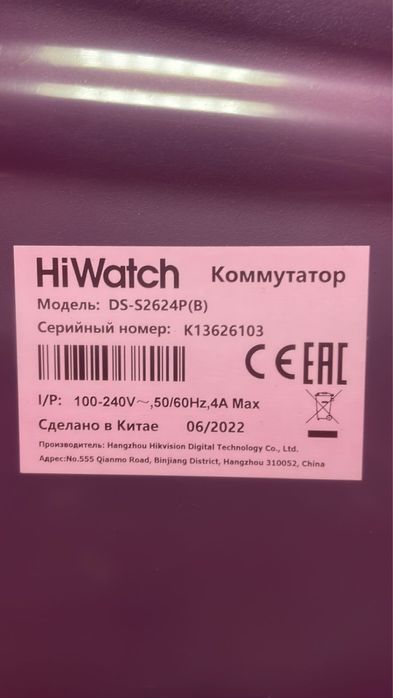 HiWatch Коммутатор
Модель: DS-S2624P(B)
Серийный номер: K13626103
CE EAC
I/P: 100-240V～,50/60Hz,4A Max
Сделано в Китае 06/2022
Производитель: Hangzhou Hikvision Digital Technology Co., Ltd.
Адрес:No.555 Qianmo Road, Binjiang District, Hangzhou 310052, China